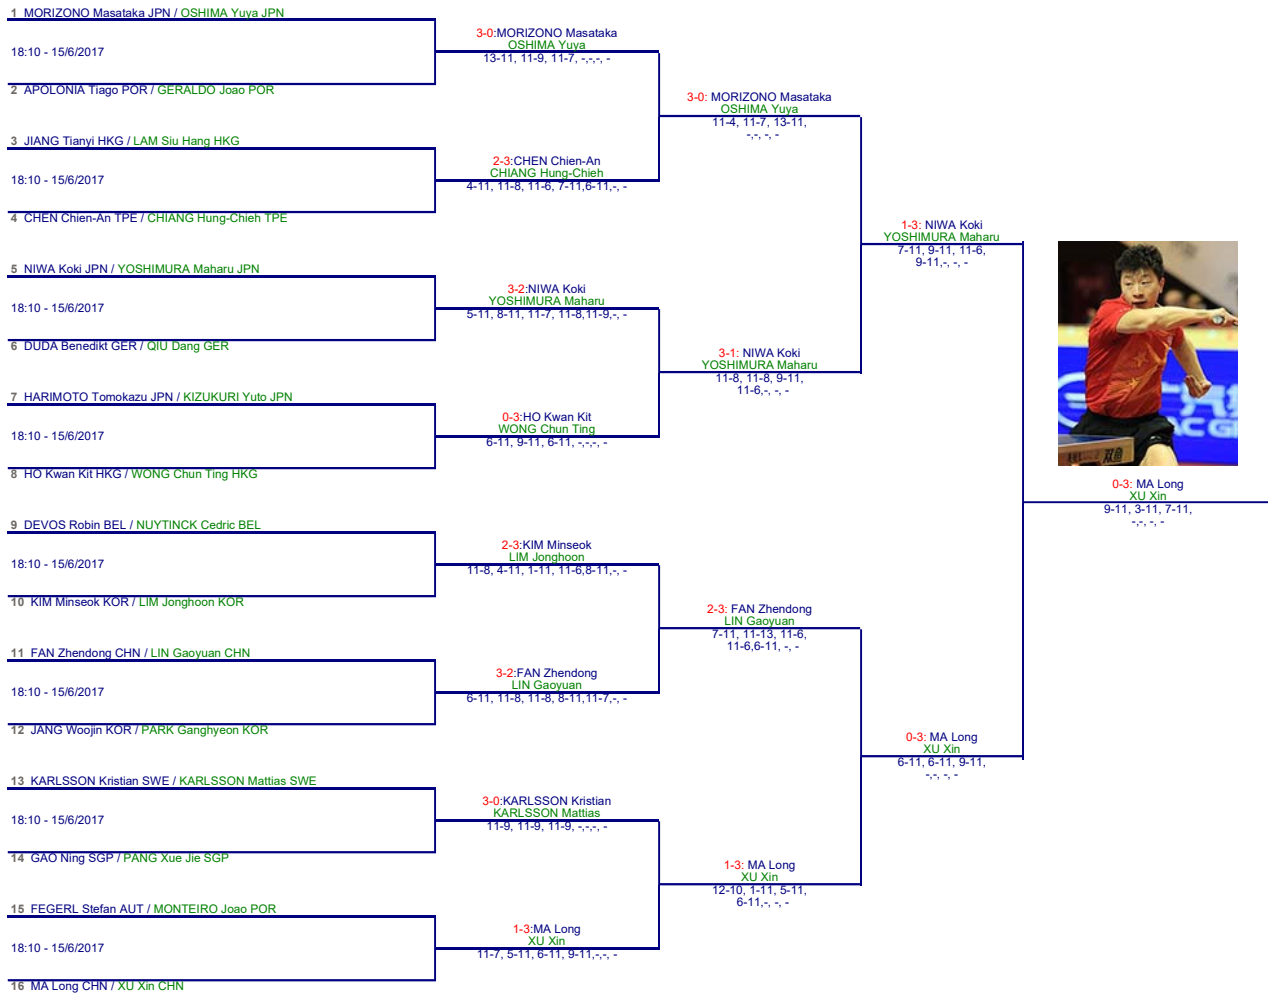 1 MORIZONO Masataka JPN / OSHIMA Yuya JPN
18:10 - 15/6/2017
2 APOLONIA Tiago POR / GERALDO Joao POR
3 JIANG Tianyi HKG / LAM Siu Hang HKG
18:10 - 15/6/2017
4 CHEN Chien-An TPE / CHIANG Hung-Chieh TPE
5 NIWA Koki JPN / YOSHIMURA Maharu JPN
18:10 - 15/6/2017
6 DUDA Benedikt GER / QIU Dang GER
7 HARIMOTO Tomokazu JPN / KIZUKURI Yuto JPN
18:10 - 15/6/2017
8 HO Kwan Kit HKG / WONG Chun Ting HKG
9 DEVOS Robin BEL / NUYTINCK Cedric BEL
18:10 - 15/6/2017
10 KIM Minseok KOR / LIM Jonghoon KOR
11 FAN Zhendong CHN / LIN Gaoyuan CHN
18:10 - 15/6/2017
12 JANG Woojin KOR / PARK Ganghyeon KOR
13 KARLSSON Kristian SWE / KARLSSON Mattias SWE
18:10 - 15/6/2017
14 GAO Ning SGP / PANG Xue Jie SGP
15 FEGERL Stefan AUT / MONTEIRO Joao POR
18:10 - 15/6/2017
16 MA Long CHN / XU Xin CHN
3-0:MORIZONO Masataka
OSHIMA Yuya
13-11, 11-9, 11-7, -,-,-, -
2-3:CHEN Chien-An
CHIANG Hung-Chieh
4-11, 11-8, 11-6, 7-11,6-11,-, -
3-2:NIWA Koki
YOSHIMURA Maharu
5-11, 8-11, 11-7, 11-8,11-9,-, -
0-3:HO Kwan Kit
WONG Chun Ting
6-11, 9-11, 6-11, -,-,-, -
2-3:KIM Minseok
LIM Jonghoon
11-8, 4-11, 1-11, 11-6,8-11,-, -
3-2:FAN Zhendong
LIN Gaoyuan
6-11, 11-8, 11-8, 8-11,11-7,-, -
3-0:KARLSSON Kristian
KARLSSON Mattias
11-9, 11-9, 11-9, -,-,-, -
1-3:MA Long
XU Xin
11-7, 5-11, 6-11, 9-11,-,-, -
3-0: MORIZONO Masataka
OSHIMA Yuya
11-4, 11-7, 13-11,
-,-, -, -
3-1: NIWA Koki
YOSHIMURA Maharu
11-8, 11-8, 9-11,
11-6,-, -, -
2-3: FAN Zhendong
LIN Gaoyuan
7-11, 11-13, 11-6,
11-6,6-11, -, -
1-3: MA Long
XU Xin
12-10, 1-11, 5-11,
6-11,-, -, -
1-3: NIWA Koki
YOSHIMURA Maharu
7-11, 9-11, 11-6,
9-11,-, -, -
0-3: MA Long
XU Xin
6-11, 6-11, 9-11,
-,-, -, -
AC G
双鱼
0-3: MA Long
XU Xin
9-11, 3-11, 7-11,
-,-, -, -